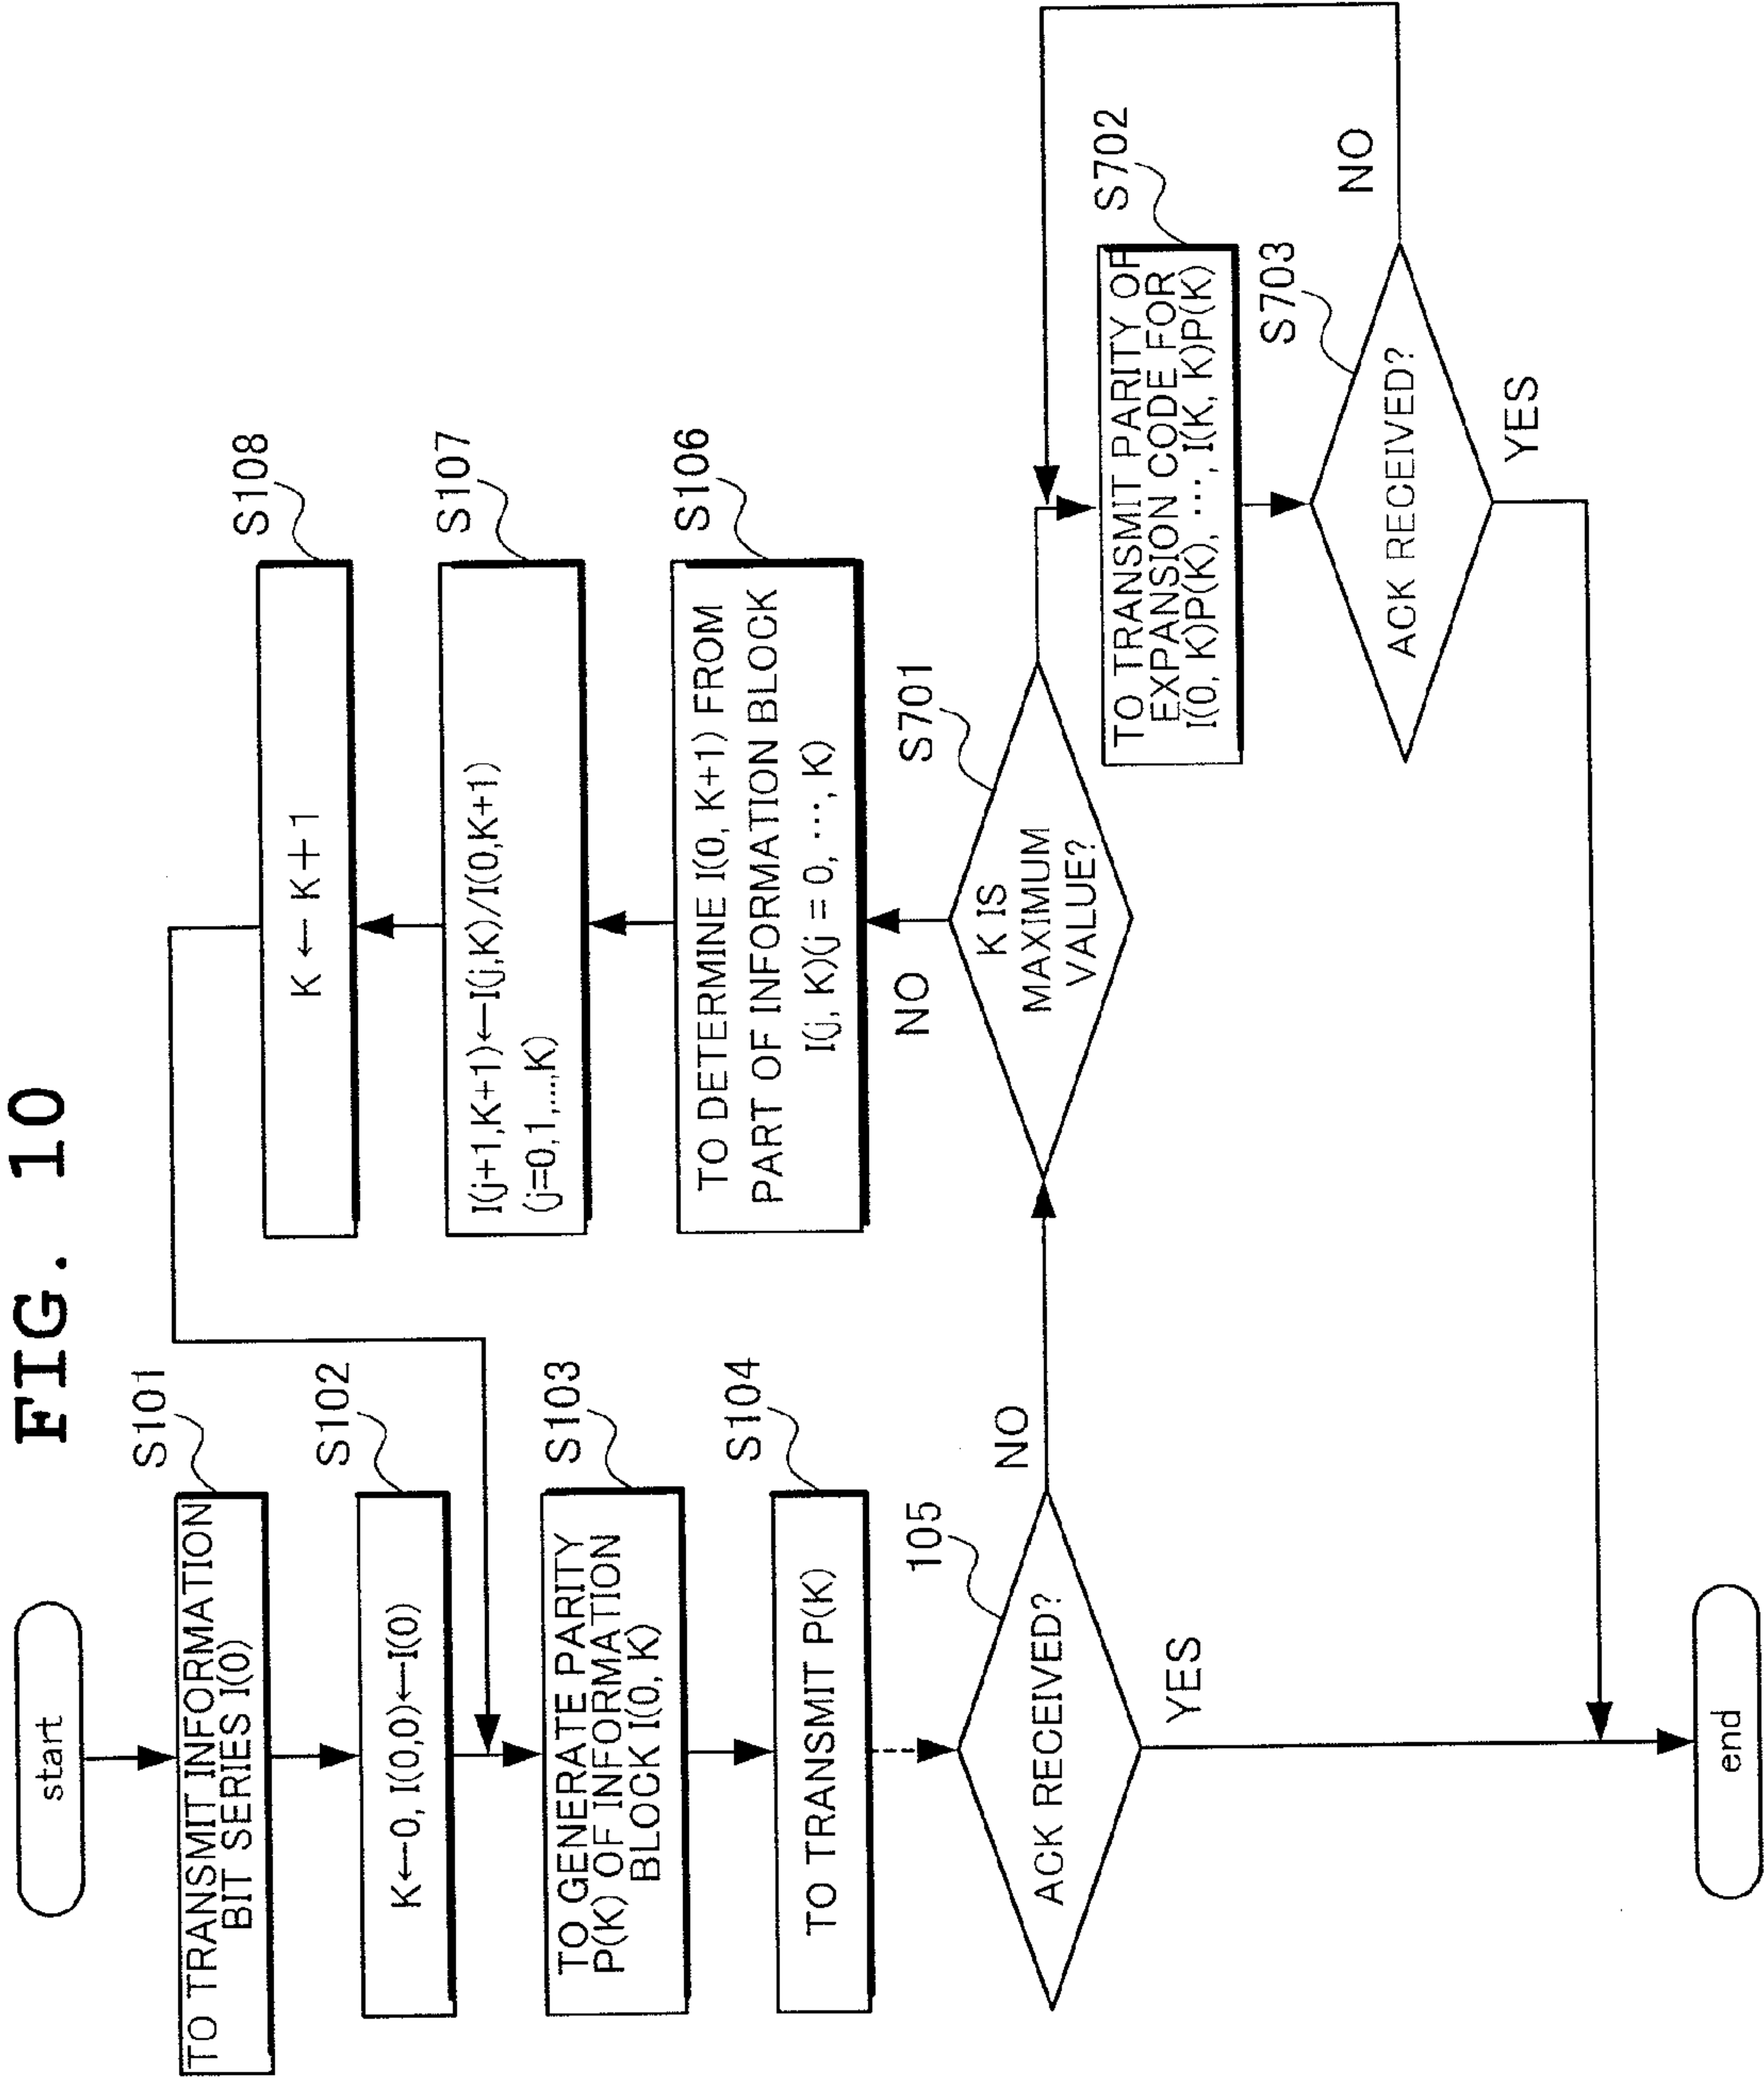 FIG. 10
start
S101
TO TRANSMIT INFORMATION
BIT SERIES I(0)
S102
K←0, I(0,0)←I(0)
S103
TO GENERATE PARITY
P(K) OF INFORMATION
BLOCK I(0, K)
S104
TO TRANSMIT P(K)
105
ACK RECEIVED?
NO
YES
S108
K←K+1
S107
I(j+1,K+1)←I(j,K)/I(0,K+1)
(j=0,1,...,K)
S106
TO DETERMINE I(0, K+1) FROM
PART OF INFORMATION BLOCK
I(j, K)(j = 0, ···, K)
NO
S701
K IS
MAXIMUM
VALUE?
S702
TO TRANSMIT PARITY OF
EXPANSION CODE FOR
I(0, K)P(K), ···, I(K, K)P(K)
S703
ACK RECEIVED?
NO
YES
end